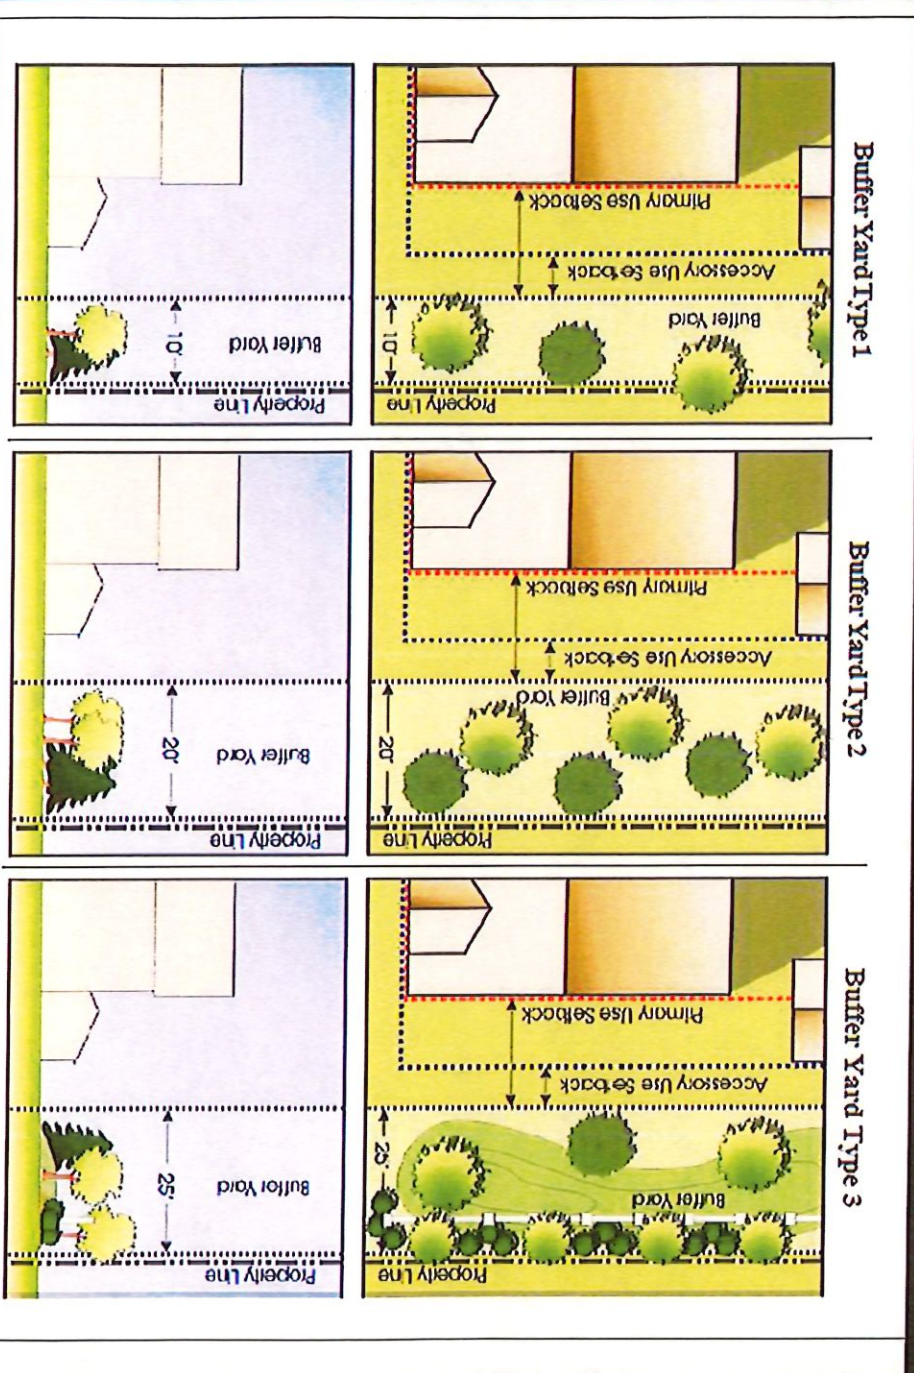 Buffer Yard Type 1
Primary Use Setback
Accessory Use Setback
Buffer Yard
10'
Property Line
Buffer Yard
10'
Property Line
Buffer Yard Type 2
Primary Use Setback
Accessory Use Setback
Buffer Yard
20'
Property Line
Buffer Yard
20'
Property Line
Buffer Yard Type 3
Primary Use Setback
Accessory Use Setback
25'
Buffer Yard
Property Line
25'
Buffer Yard
Property Line